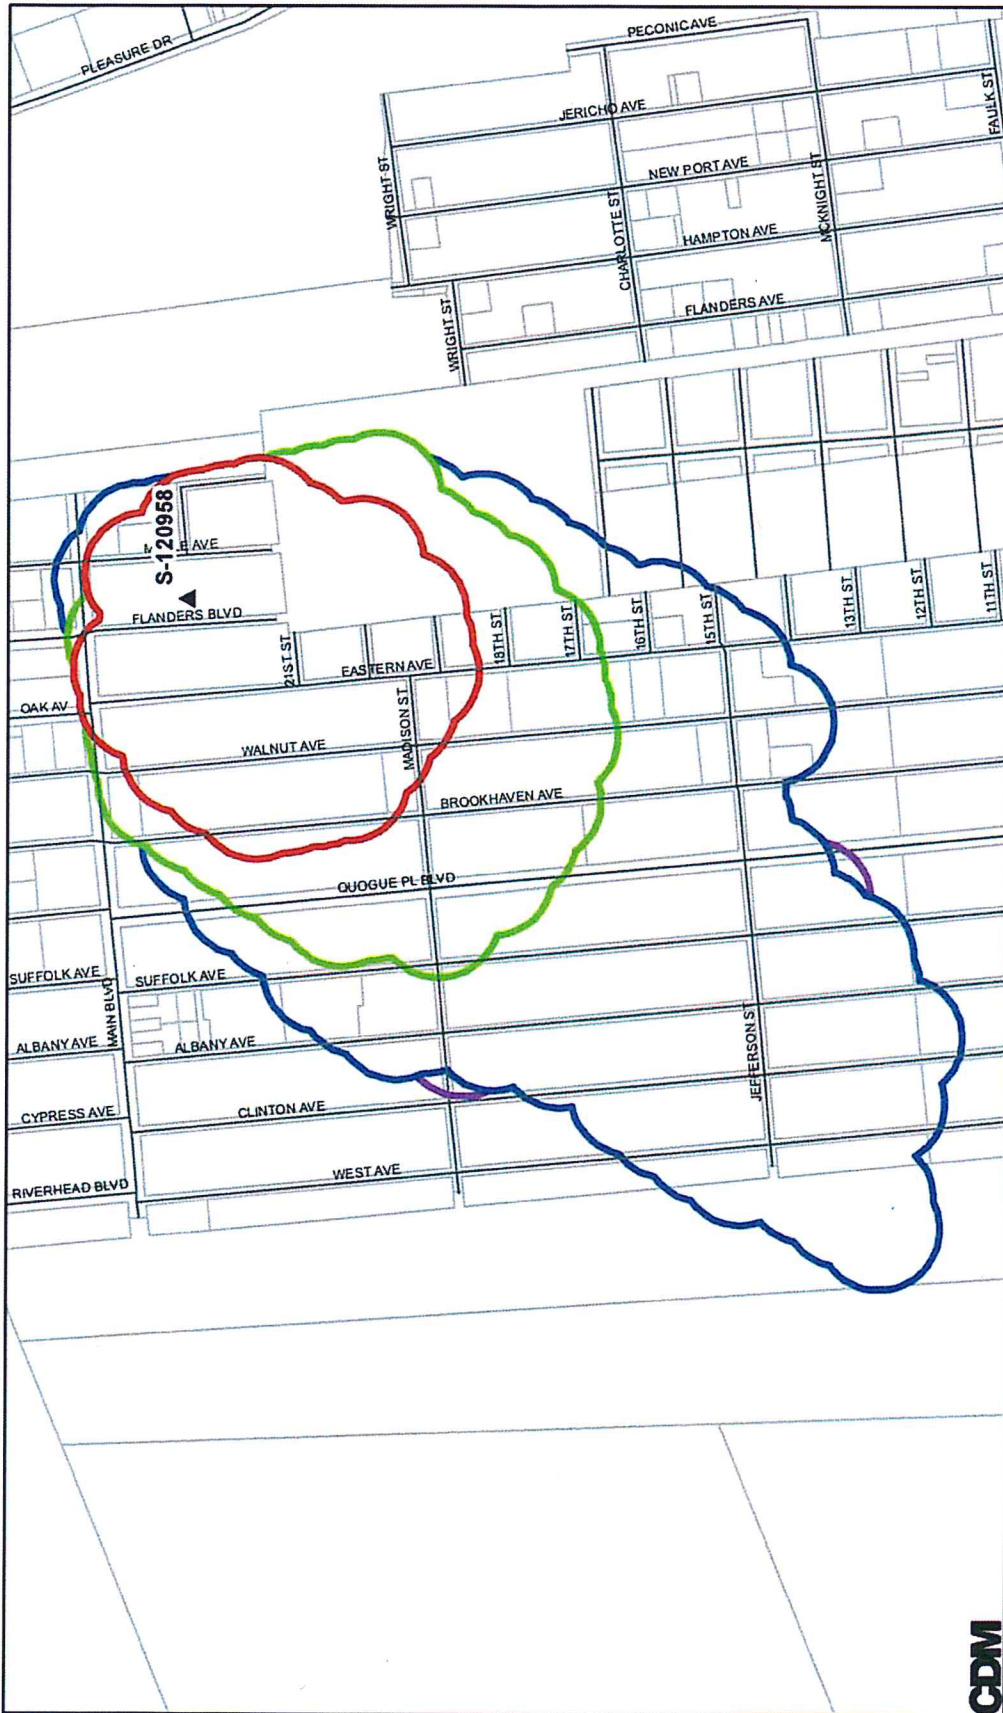 PLEASURE DR
PECONIC AVE
JERICHO AVE
WRIGHT ST
NEW PORT AVE
FAULK ST
CHARLOTTE ST
MCKNIGHT ST
HAMPTON AVE
FLANDERS AVE
WRIGHT ST
S-120958
AVE
FLANDERS BLVD
21ST ST
EASTERN AVE
18TH ST
17TH ST
16TH ST
15TH ST
13TH ST
12TH ST
11TH ST
OAK AV
WALNUT AVE
MADISON ST
BROOKHAVEN AVE
QUOGUE PL BLVD
SUFFOLK AVE
SUFFOLK AVE
MAIN BLVD
ALBANY AVE
ALBANY AVE
JEFFERSON ST
CYPRESS AVE
CLINTON AVE
RIVERHEAD BLVD
WEST AVE
CDM